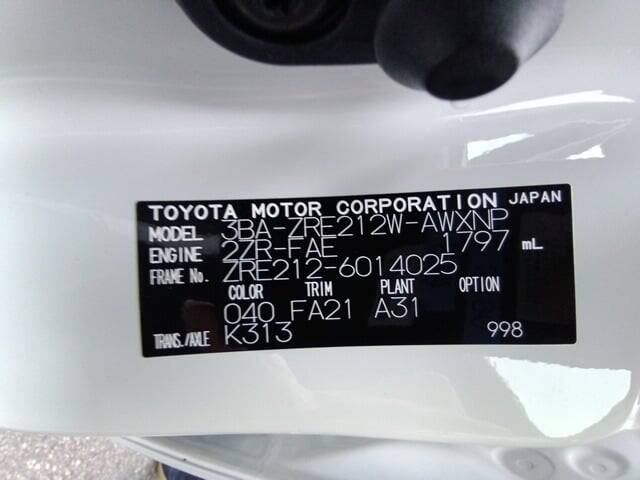 TOYOTA MOTOR CORPORATION JAPAN
MODEL 3BA-ZRE212W-AWXNP
ENGINE 2ZR-FAE 1797 mL
FRAME No. ZRE212-6014025
COLOR TRIM PLANT OPTION
040 FA21 A31
TRANS./AXLE K313 998